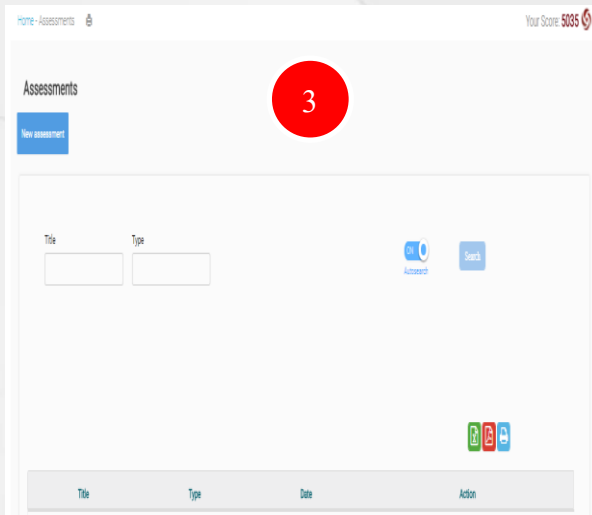 Home - Assessments
Your Score: 5035
Assessments
3
New assessment
Title Type
ON
Autosearch
Search
Title Type Date Action